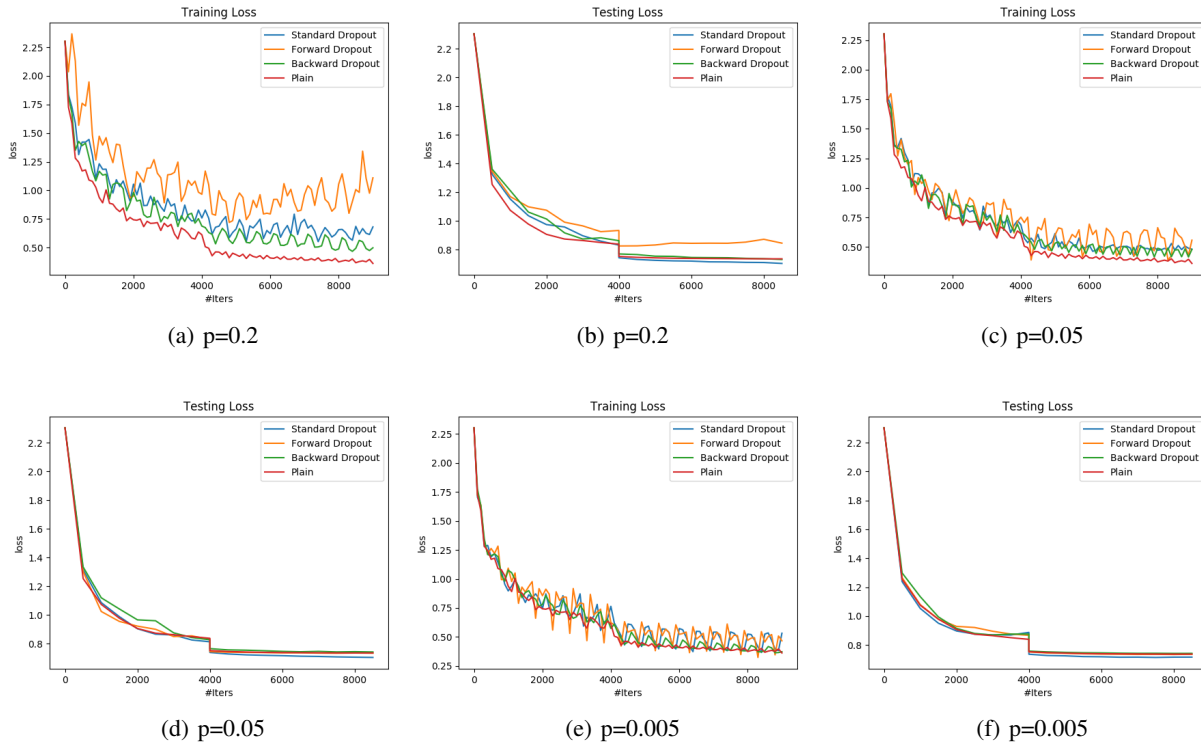 Training Loss
2.25
2.00
1.75
1.50
1.25
1.00
0.75
0.50
loss
0
2000
4000
6000
8000
#Iters
Standard Dropout
Forward Dropout
Backward Dropout
Plain
(a) p=0.2
Testing Loss
2.2
2.0
1.8
1.6
1.4
1.2
1.0
0.8
loss
0
2000
4000
6000
8000
#Iters
Standard Dropout
Forward Dropout
Backward Dropout
Plain
(b) p=0.2
Training Loss
2.25
2.00
1.75
1.50
1.25
1.00
0.75
0.50
loss
0
2000
4000
6000
8000
#Iters
Standard Dropout
Forward Dropout
Backward Dropout
Plain
(c) p=0.05
Testing Loss
2.2
2.0
1.8
1.6
1.4
1.2
1.0
0.8
loss
0
2000
4000
6000
8000
#Iters
Standard Dropout
Forward Dropout
Backward Dropout
Plain
(d) p=0.05
Training Loss
2.25
2.00
1.75
1.50
1.25
1.00
0.75
0.50
0.25
loss
0
2000
4000
6000
8000
#Iters
Standard Dropout
Forward Dropout
Backward Dropout
Plain
(e) p=0.005
Testing Loss
2.2
2.0
1.8
1.6
1.4
1.2
1.0
0.8
loss
0
2000
4000
6000
8000
#Iters
Standard Dropout
Forward Dropout
Backward Dropout
Plain
(f) p=0.005